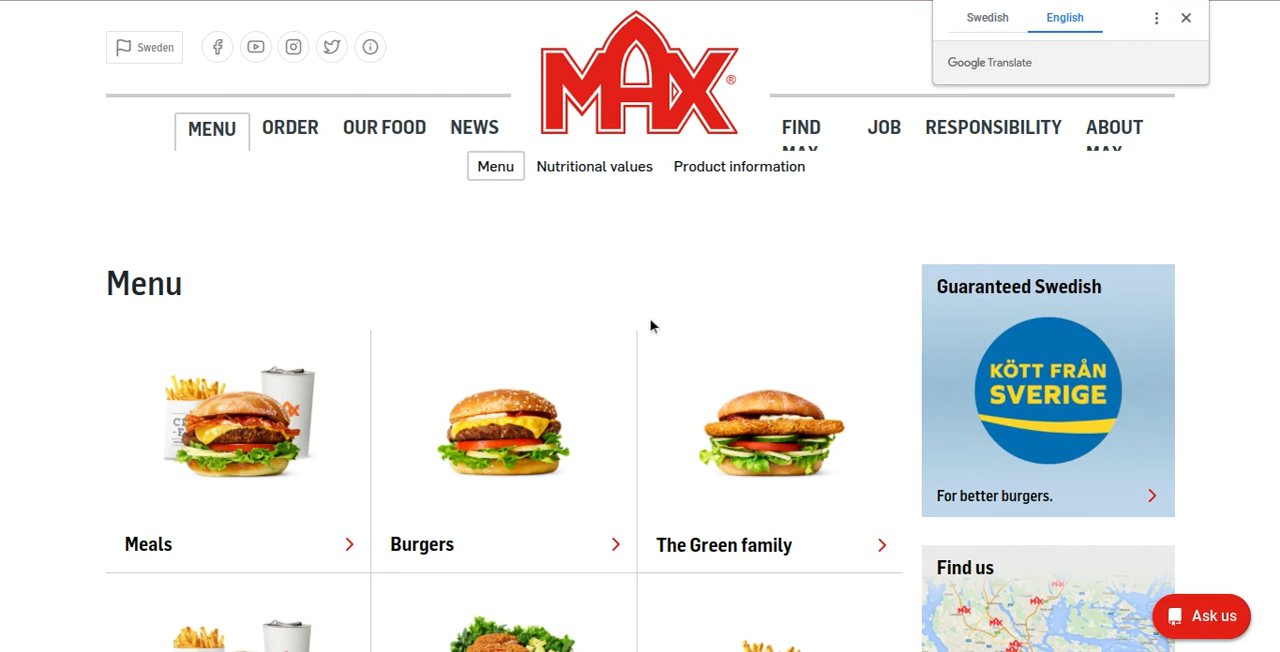 Swedish
English
Sweden
Google Translate
MAX®
MENU
ORDER
OUR FOOD
NEWS
FIND MAX
JOB
RESPONSIBILITY
ABOUT MAX
Menu
Nutritional values
Product information
Menu
Guaranteed Swedish
KÖTT FRÅN
SVERIGE
For better burgers.
Meals
Burgers
The Green family
Find us
Ask us